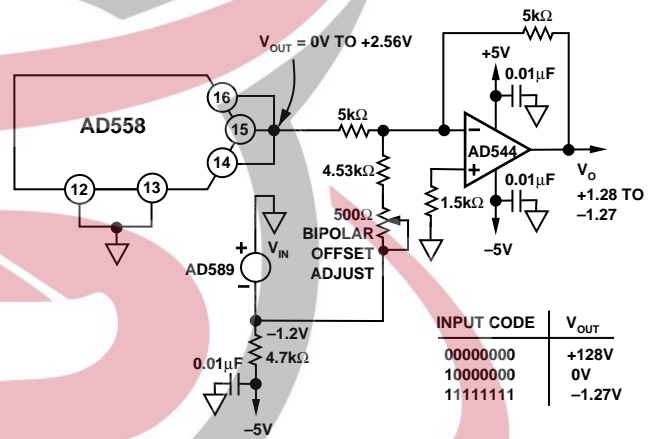 5kΩ
V_OUT = 0V TO +2.56V
+5V
0.01μF
16
AD558
15
5kΩ
−
AD544
14
+
V_O
4.53kΩ
0.01μF
+1.28 TO
−1.27
12
13
1.5kΩ
500Ω
BIPOLAR
OFFSET
ADJUST
−5V
+
V_IN
AD589
−
−1.2V
INPUT CODE
V_OUT
0.01μF
4.7kΩ
00000000
+128V
10000000
0V
11111111
−1.27V
−5V